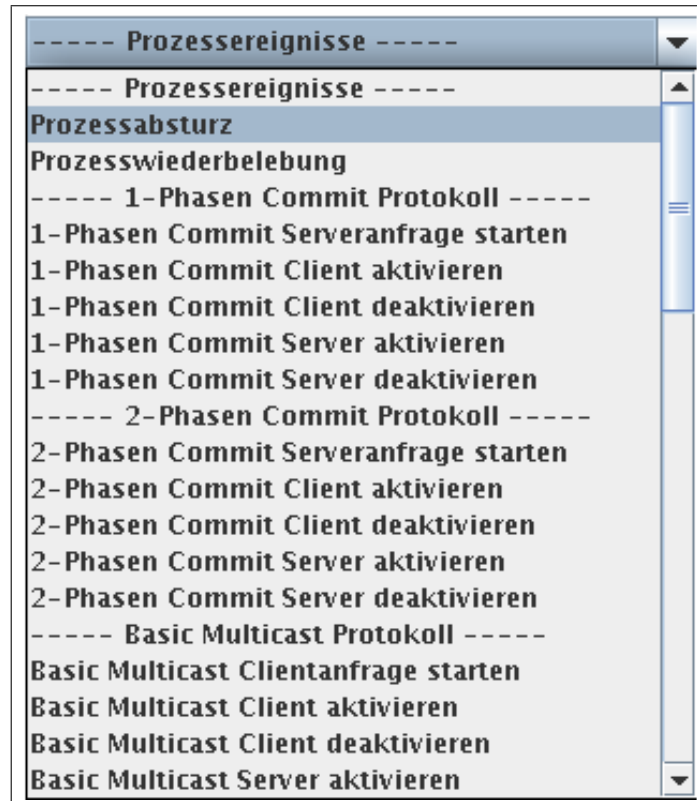 ----- Prozessereignisse -----
----- Prozessereignisse -----
Prozessabsturz
Prozesswiederbelebung
----- 1-Phasen Commit Protokoll -----
1-Phasen Commit Serveranfrage starten
1-Phasen Commit Client aktivieren
1-Phasen Commit Client deaktivieren
1-Phasen Commit Server aktivieren
1-Phasen Commit Server deaktivieren
----- 2-Phasen Commit Protokoll -----
2-Phasen Commit Serveranfrage starten
2-Phasen Commit Client aktivieren
2-Phasen Commit Client deaktivieren
2-Phasen Commit Server aktivieren
2-Phasen Commit Server deaktivieren
----- Basic Multicast Protokoll -----
Basic Multicast Clientanfrage starten
Basic Multicast Client aktivieren
Basic Multicast Client deaktivieren
Basic Multicast Server aktivieren